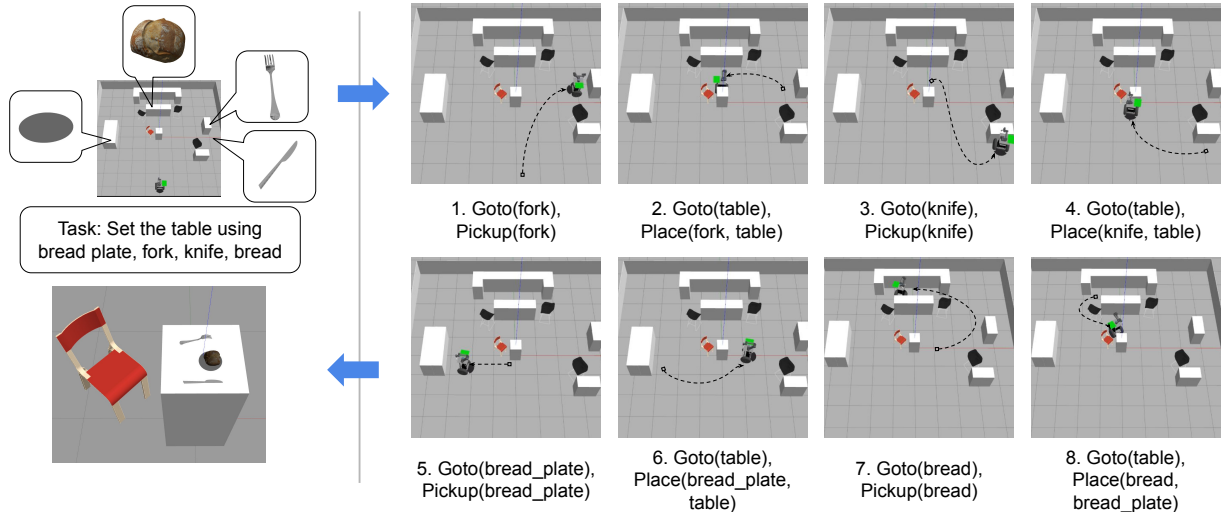 Task: Set the table using
bread plate, fork, knife, bread
1. Goto(fork),
Pickup(fork)
2. Goto(table),
Place(fork, table)
3. Goto(knife),
Pickup(knife)
4. Goto(table),
Place(knife, table)
5. Goto(bread_plate),
Pickup(bread_plate)
6. Goto(table),
Place(bread_plate,
table)
7. Goto(bread),
Pickup(bread)
8. Goto(table),
Place(bread,
bread_plate)